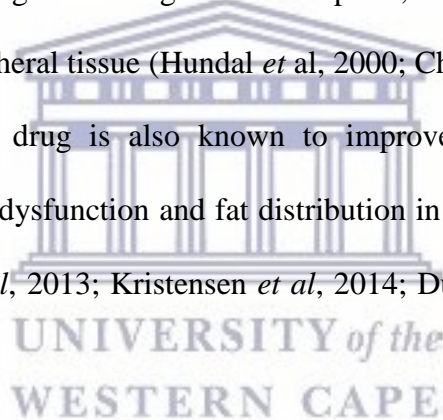 heral tissue (Hundal et al, 2000; Ch
drug is also known to improve
dysfunction and fat distribution in
l, 2013; Kristensen et al, 2014; Du
UNIVERSITY of the
WESTERN CAPE